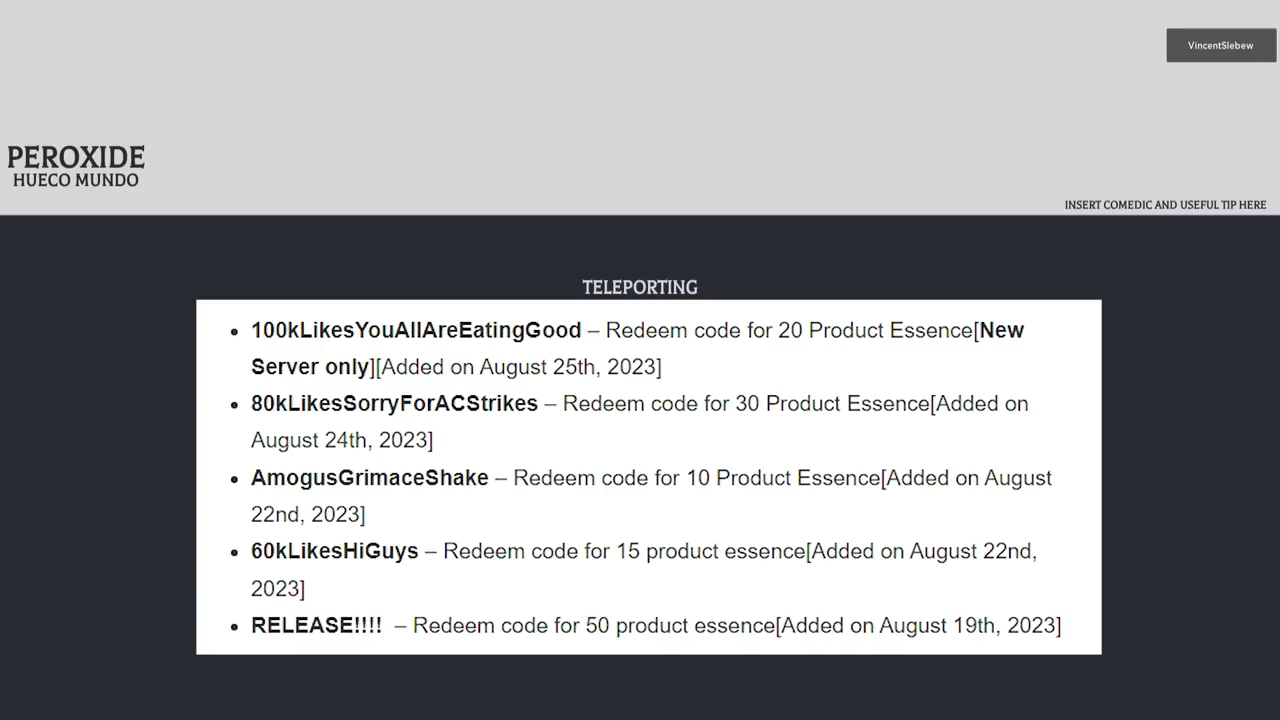 VincentSlebew
PEROXIDE
HUECO MUNDO
INSERT COMEDIC AND USEFUL TIP HERE
TELEPORTING
• 100kLikesYouAllAreEatingGood – Redeem code for 20 Product Essence[New
Server only][Added on August 25th, 2023]
• 80kLikesSorryForACStrikes – Redeem code for 30 Product Essence[Added on
August 24th, 2023]
• AmogusGrimaceShake – Redeem code for 10 Product Essence[Added on August
22nd, 2023]
• 60kLikesHiGuys – Redeem code for 15 product essence[Added on August 22nd,
2023]
• RELEASE!!!! – Redeem code for 50 product essence[Added on August 19th, 2023]